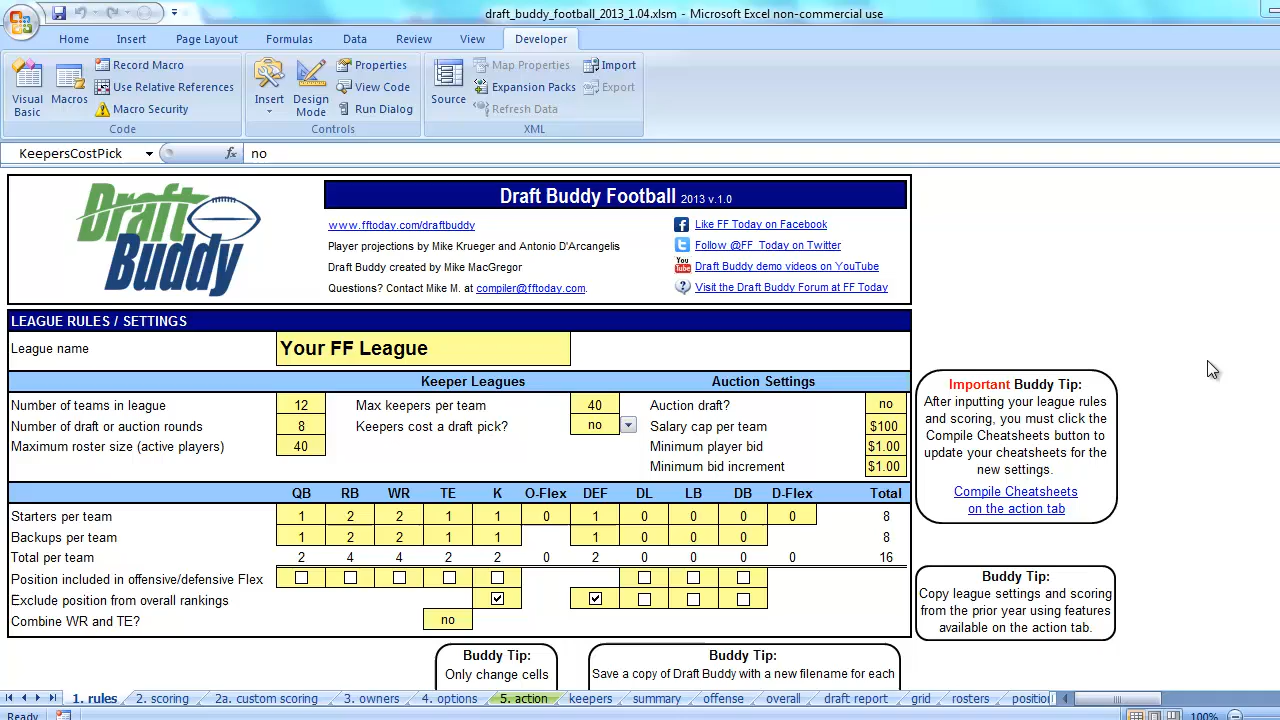 draft_buddy_football_2013_1.04.xlsm - Microsoft Excel non-commercial use
Home Insert Page Layout Formulas Data Review View Developer
Visual Basic
Macros
Record Macro
Use Relative References
Macro Security
Code
Insert
Design Mode
Properties
View Code
Run Dialog
Controls
Source
Map Properties
Expansion Packs
Refresh Data
Import
Export
XML
KeepersCostPick fx no
Draft Buddy
Draft Buddy Football 2013 v.1.0
www.fftoday.com/draftbuddy
Player projections by Mike Krueger and Antonio D'Arcangelis
Draft Buddy created by Mike MacGregor
Questions? Contact Mike M. at compiler@fftoday.com.
Like FF Today on Facebook
Follow @FF_Today on Twitter
You Tube Draft Buddy demo videos on YouTube
Visit the Draft Buddy Forum at FF Today
LEAGUE RULES / SETTINGS
League name Your FF League
Keeper Leagues Auction Settings
Number of teams in league 12 Max keepers per team 40 Auction draft? no
Number of draft or auction rounds 8 Keepers cost a draft pick? no Salary cap per team $100
Maximum roster size (active players) 40 Minimum player bid $1.00
Minimum bid increment $1.00
QB RB WR TE K O-Flex DEF DL LB DB D-Flex Total
Starters per team 1 2 2 1 1 0 1 0 0 0 0 8
Backups per team 1 2 2 1 1 1 0 0 0 8
Total per team 2 4 4 2 2 0 2 0 0 0 0 16
Position included in offensive/defensive Flex
Exclude position from overall rankings
Combine WR and TE? no
Important Buddy Tip:
After inputting your league rules
and scoring, you must click the
Compile Cheatsheets button to
update your cheatsheets for the
new settings.
Compile Cheatsheets
on the action tab
Buddy Tip:
Copy league settings and scoring
from the prior year using features
available on the action tab.
Buddy Tip:
Only change cells
Buddy Tip:
Save a copy of Draft Buddy with a new filename for each
1. rules 2. scoring 2a. custom scoring 3. owners 4. options 5. action keepers summary offense overall draft report grid rosters position
Ready 100%